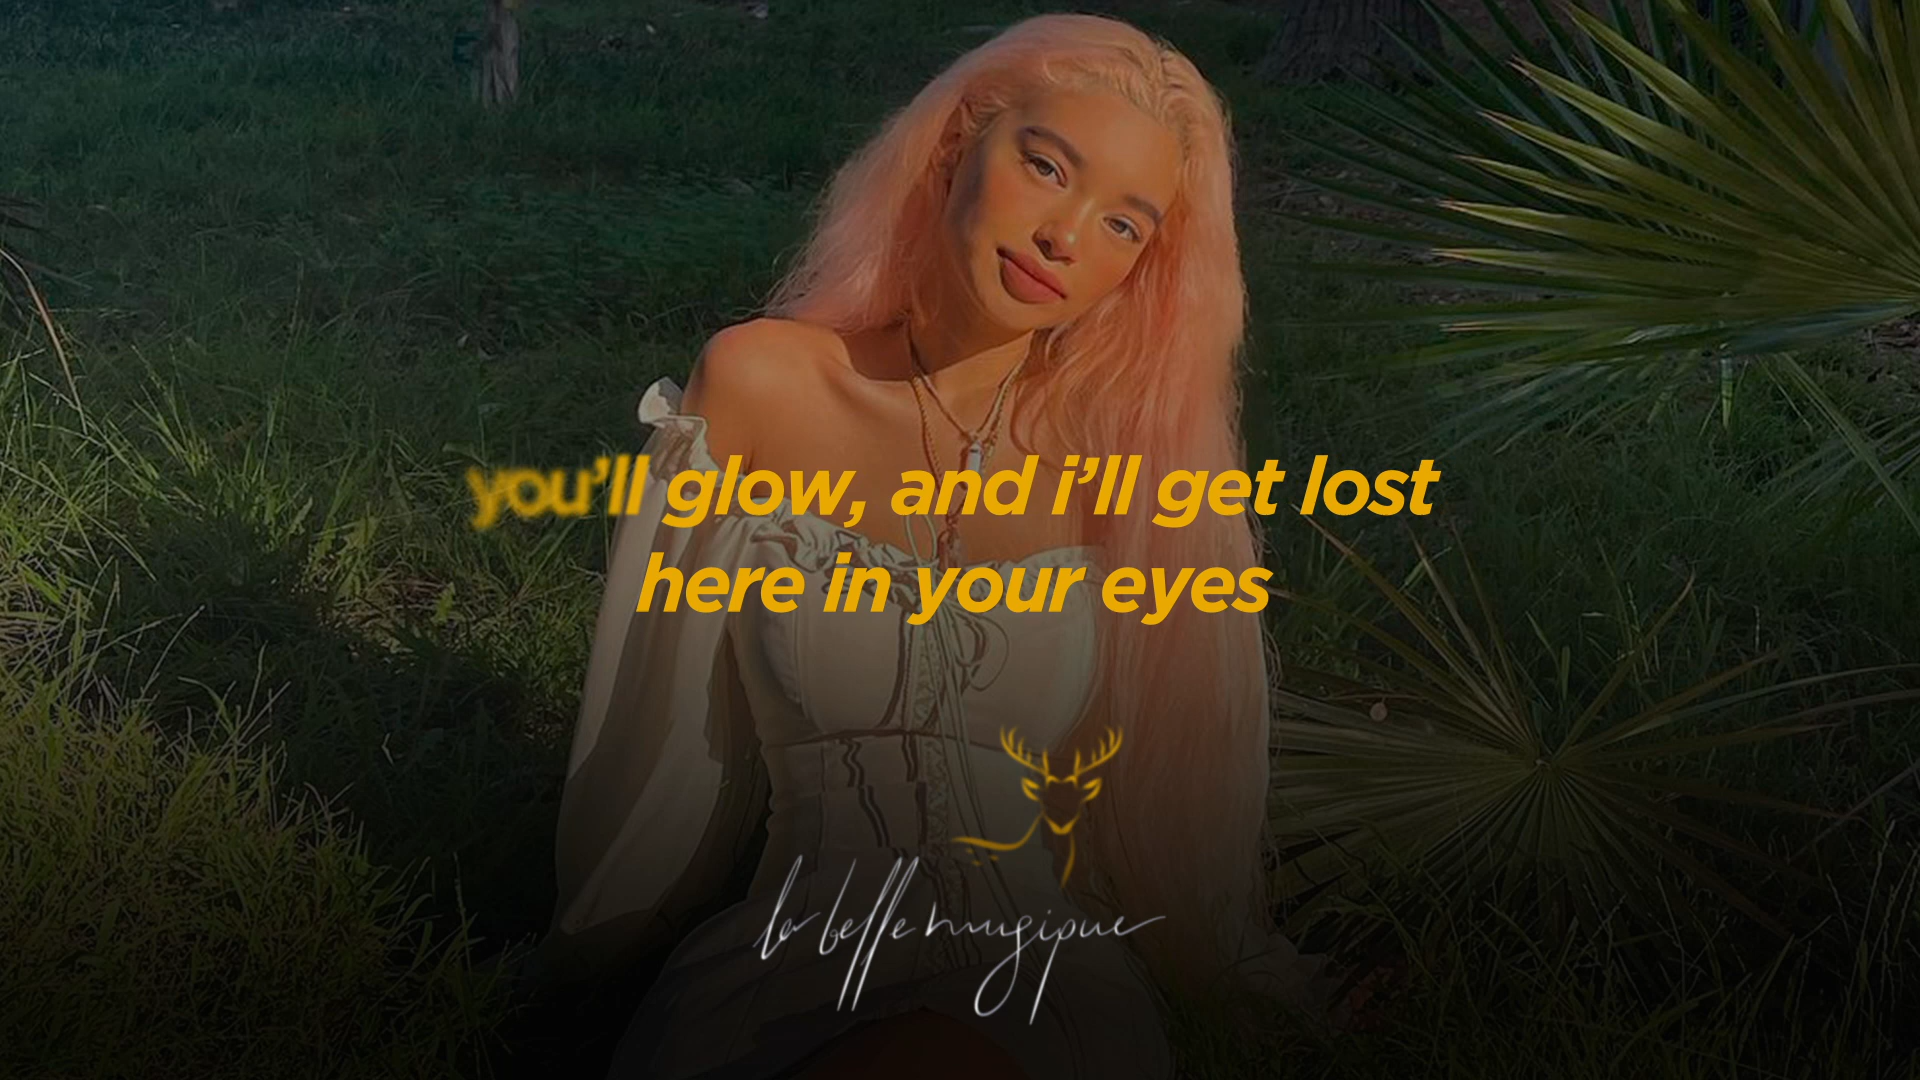 you’ll glow, and i’ll get lost
here in your eyes
la belle musique